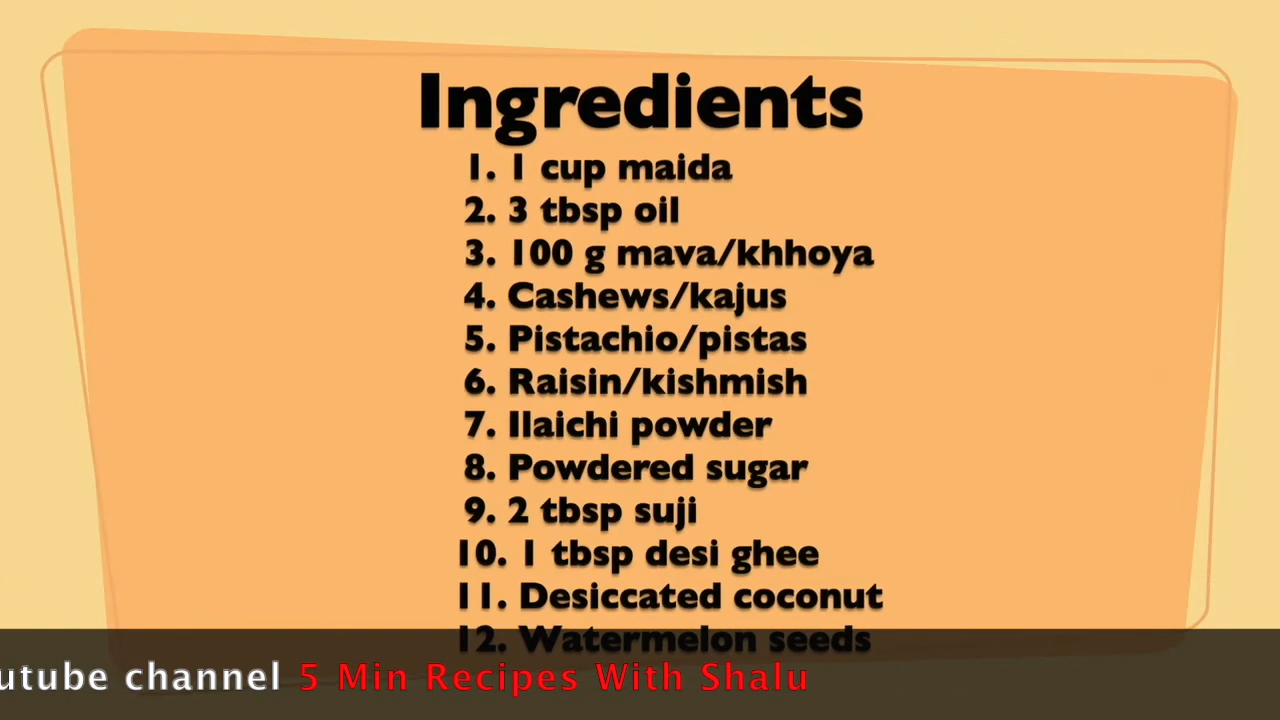 Ingredients
1. 1 cup maida
2. 3 tbsp oil
3. 100 g mava/khhoya
4. Cashews/kajus
5. Pistachio/pistas
6. Raisin/kishmish
7. Ilaichi powder
8. Powdered sugar
9. 2 tbsp suji
10. 1 tbsp desi ghee
11. Desiccated coconut
12. Watermelon seeds
utube channel 5 Min Recipes With Shalu